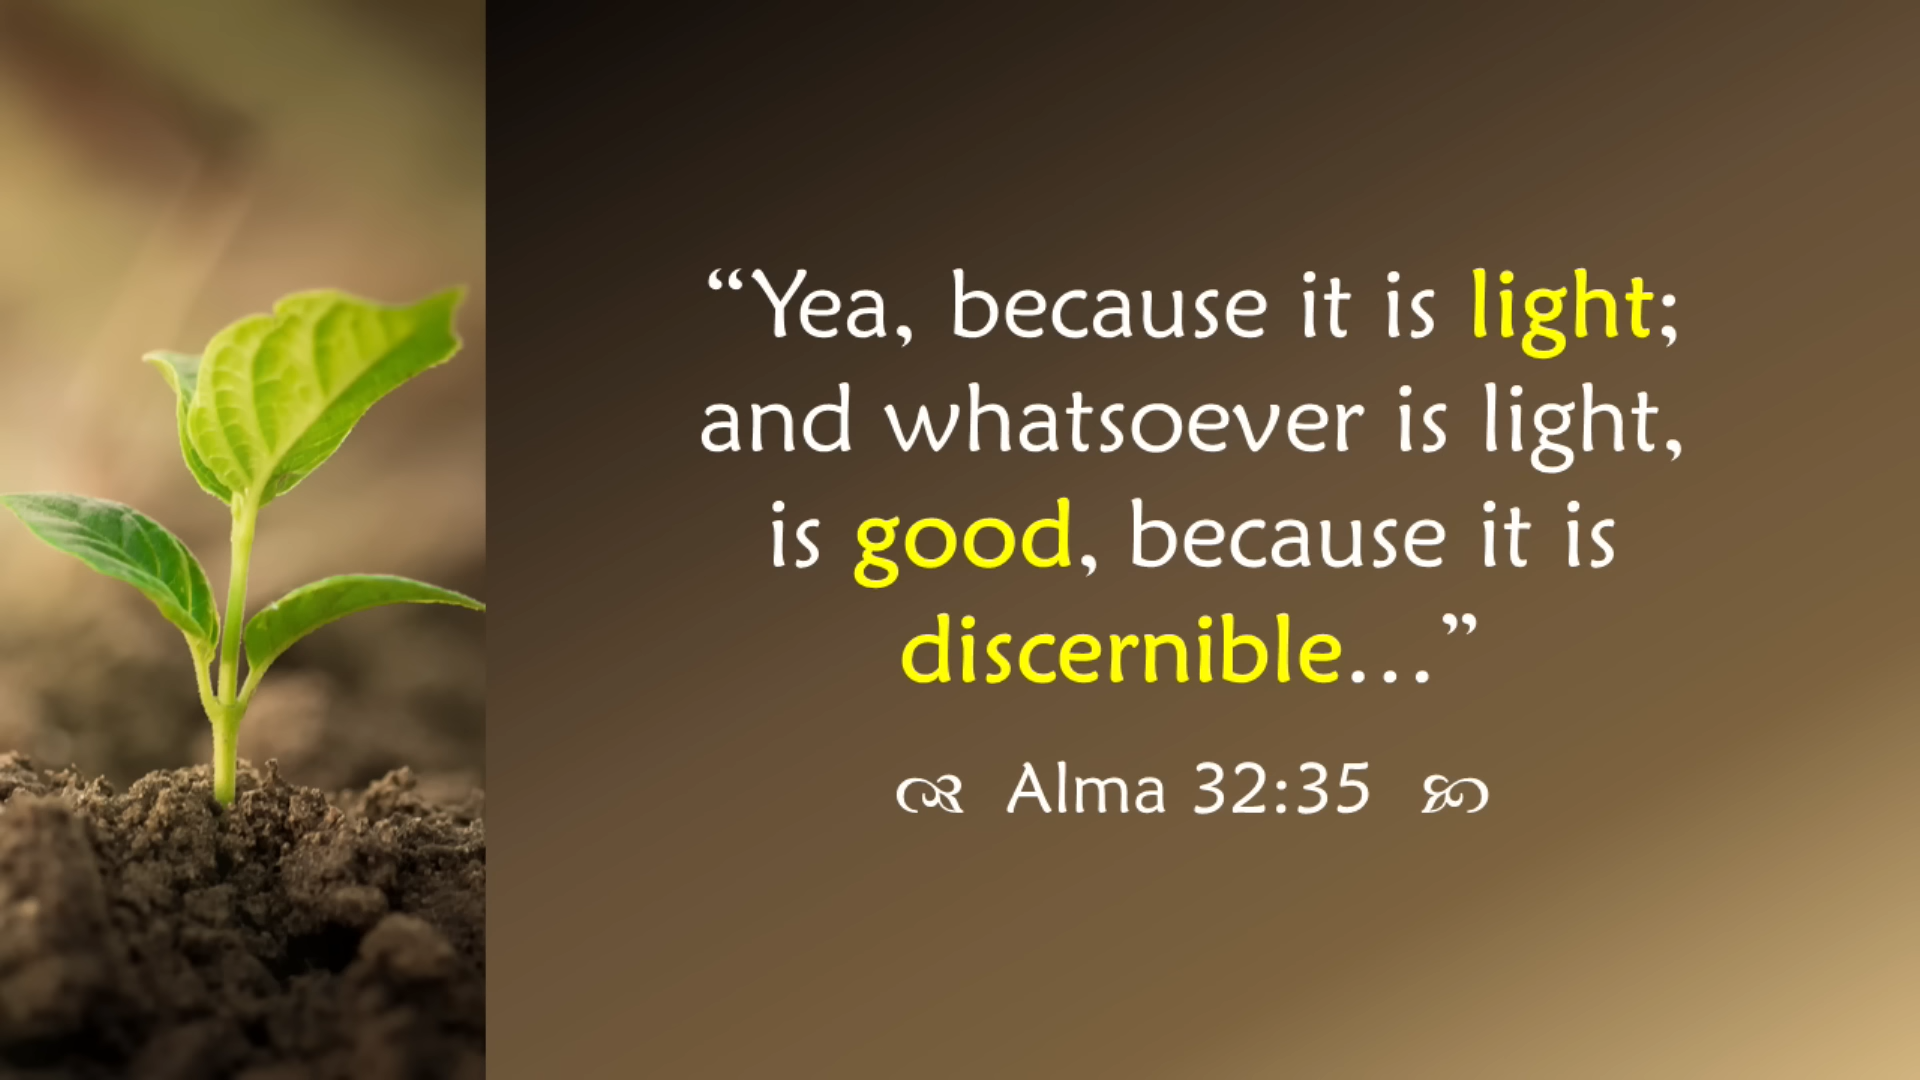 “Yea, because it is light;
and whatsoever is light,
is good, because it is
discernible…”
Alma 32:35